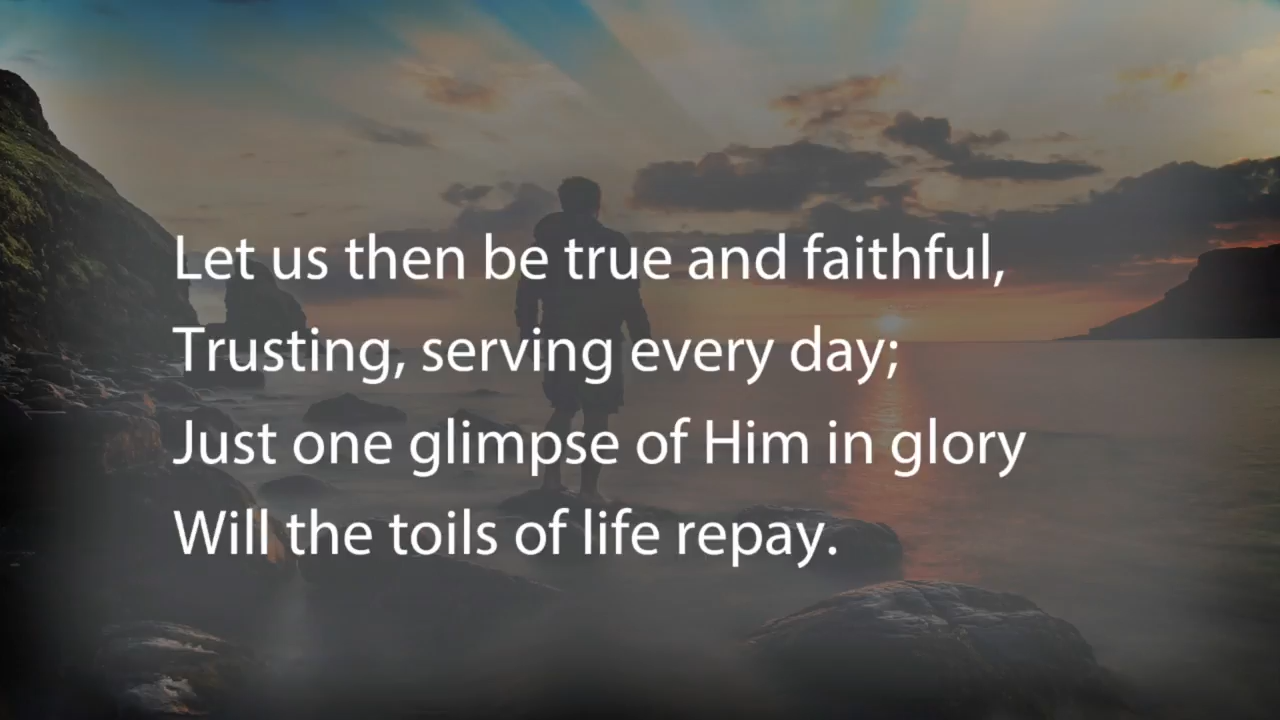 Let us then be true and faithful,
Trusting, serving every day;
Just one glimpse of Him in glory
Will the toils of life repay.